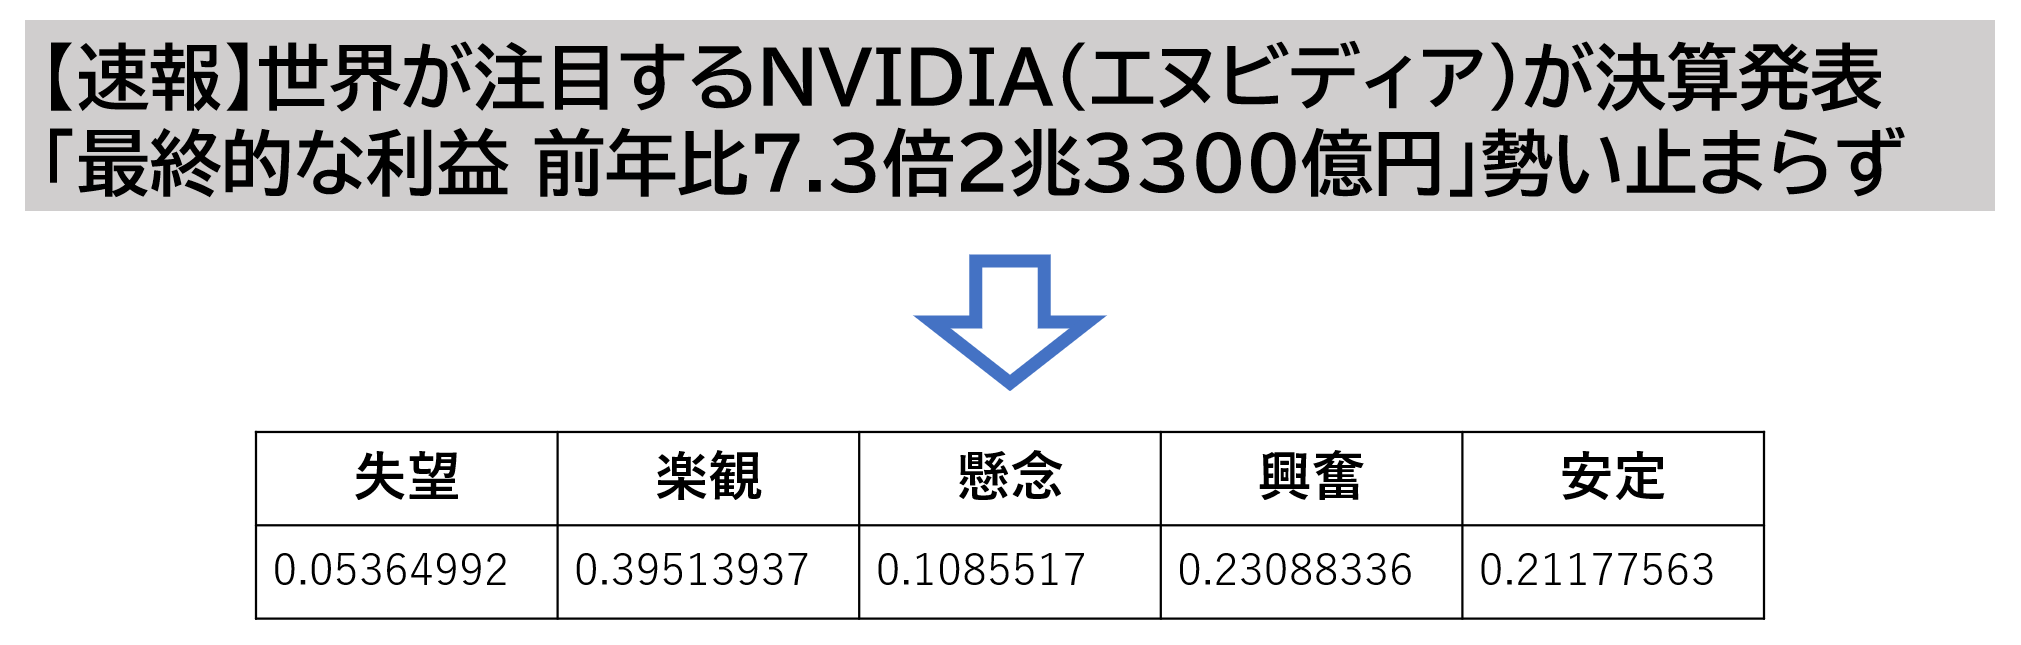 【速報】世界が注目するNVIDIA（エヌビディア）が決算発表
「最終的な利益 前年比7.3倍2兆3300億円」勢い止まらず
失望 楽観 懸念 興奮 安定
0.05364992 0.39513937 0.1085517 0.23088336 0.21177563